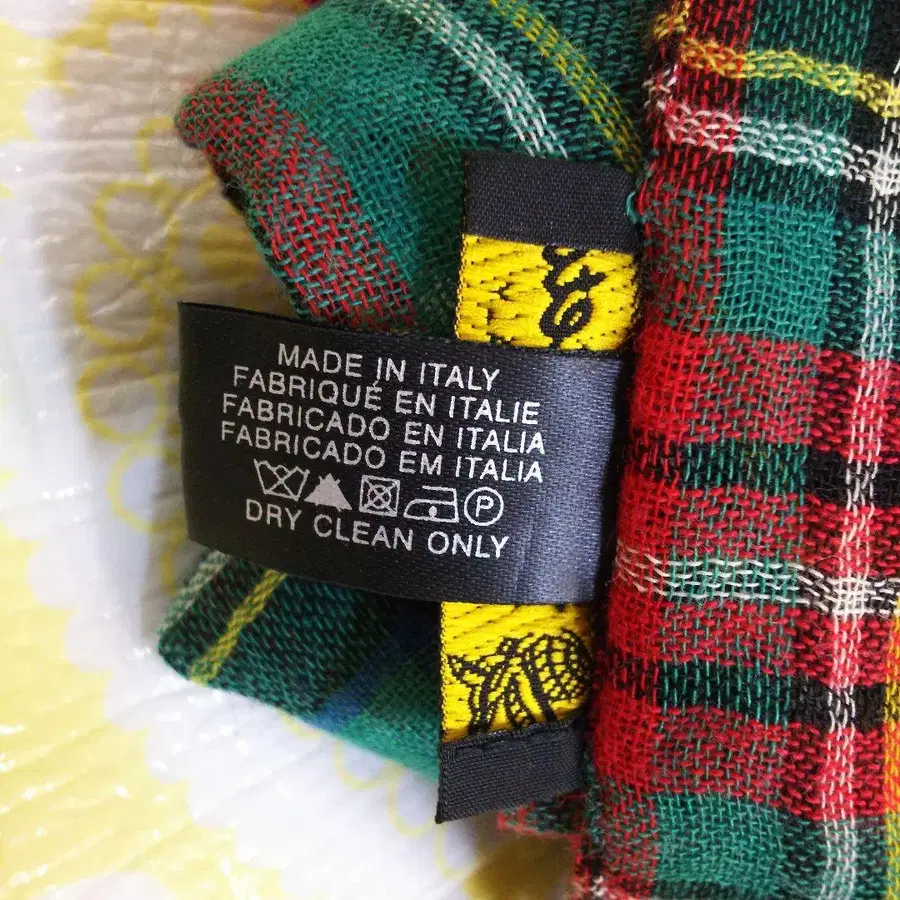 MADE IN ITALY
FABRIQUÉ EN ITALIE
FABRICADO EN ITALIA
FABRICADO EM ITALIA
P
DRY CLEAN ONLY